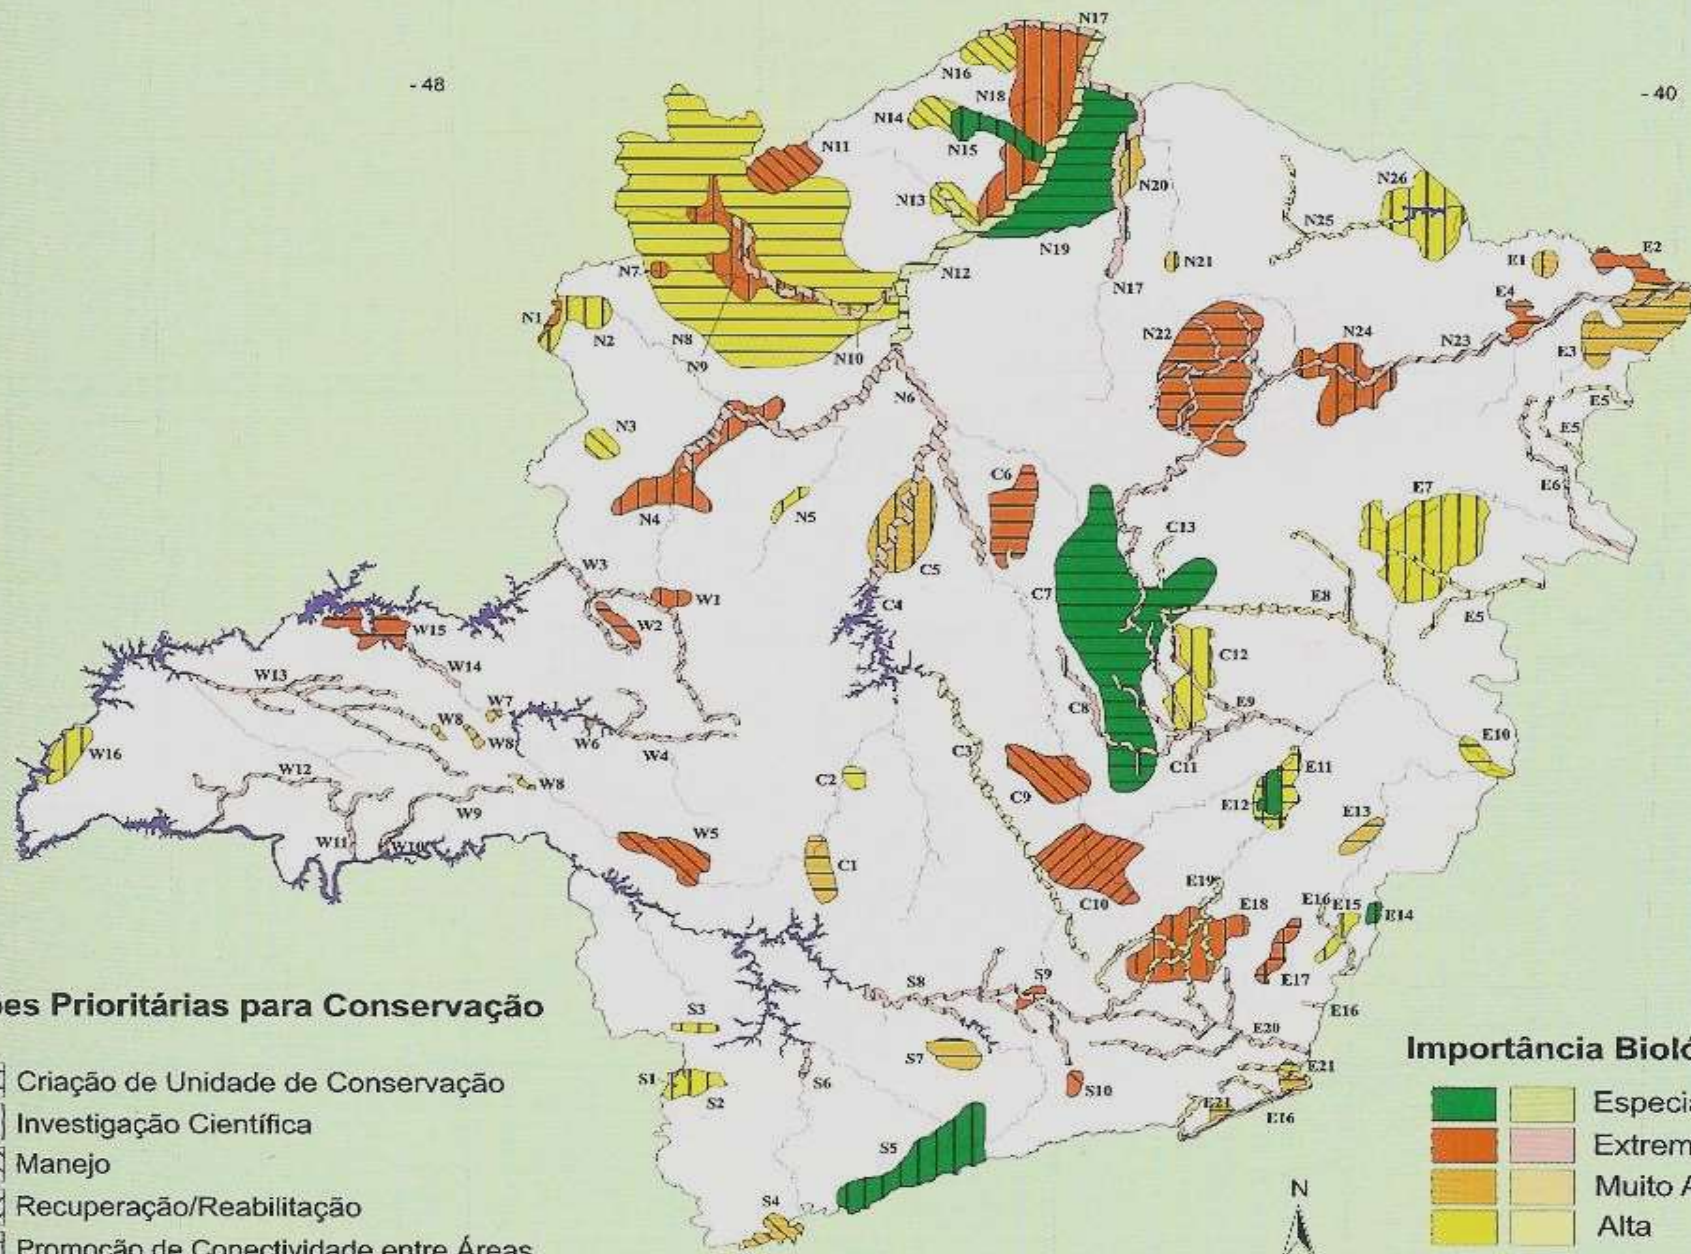 - 48
- 40
N17
N16
N18
N14
N15
N11
N13
N20
N26
N25
N19
N12
N21
N17
N7
E1
E2
E4
N1
N2
N8
N9
N10
N22
N24
N23
E3
N6
E5
N3
E5
C6
E7
E6
N4
N5
C13
C5
W3
C7
E8
W1
C4
W2
E5
W15
C12
W14
W13
W7
C8
E9
W8
W8
W6
W4
C3
E10
W16
C11
E11
W12
C2
W8
C9
E12
W9
E13
W11
W10
W5
C1
C10
E19
E18
E16
E15
E14
E17
S8
S9
E16
S3
E20
S7
S1
S2
S6
S10
E21
E21
E16
S5
S4
N
Prioritárias para Conservação
Criação de Unidade de Conservação
Investigação Científica
Manejo
Recuperação/Reabilitação
Promoção de Conectividade entre Áreas
Importância
Alta
Muito